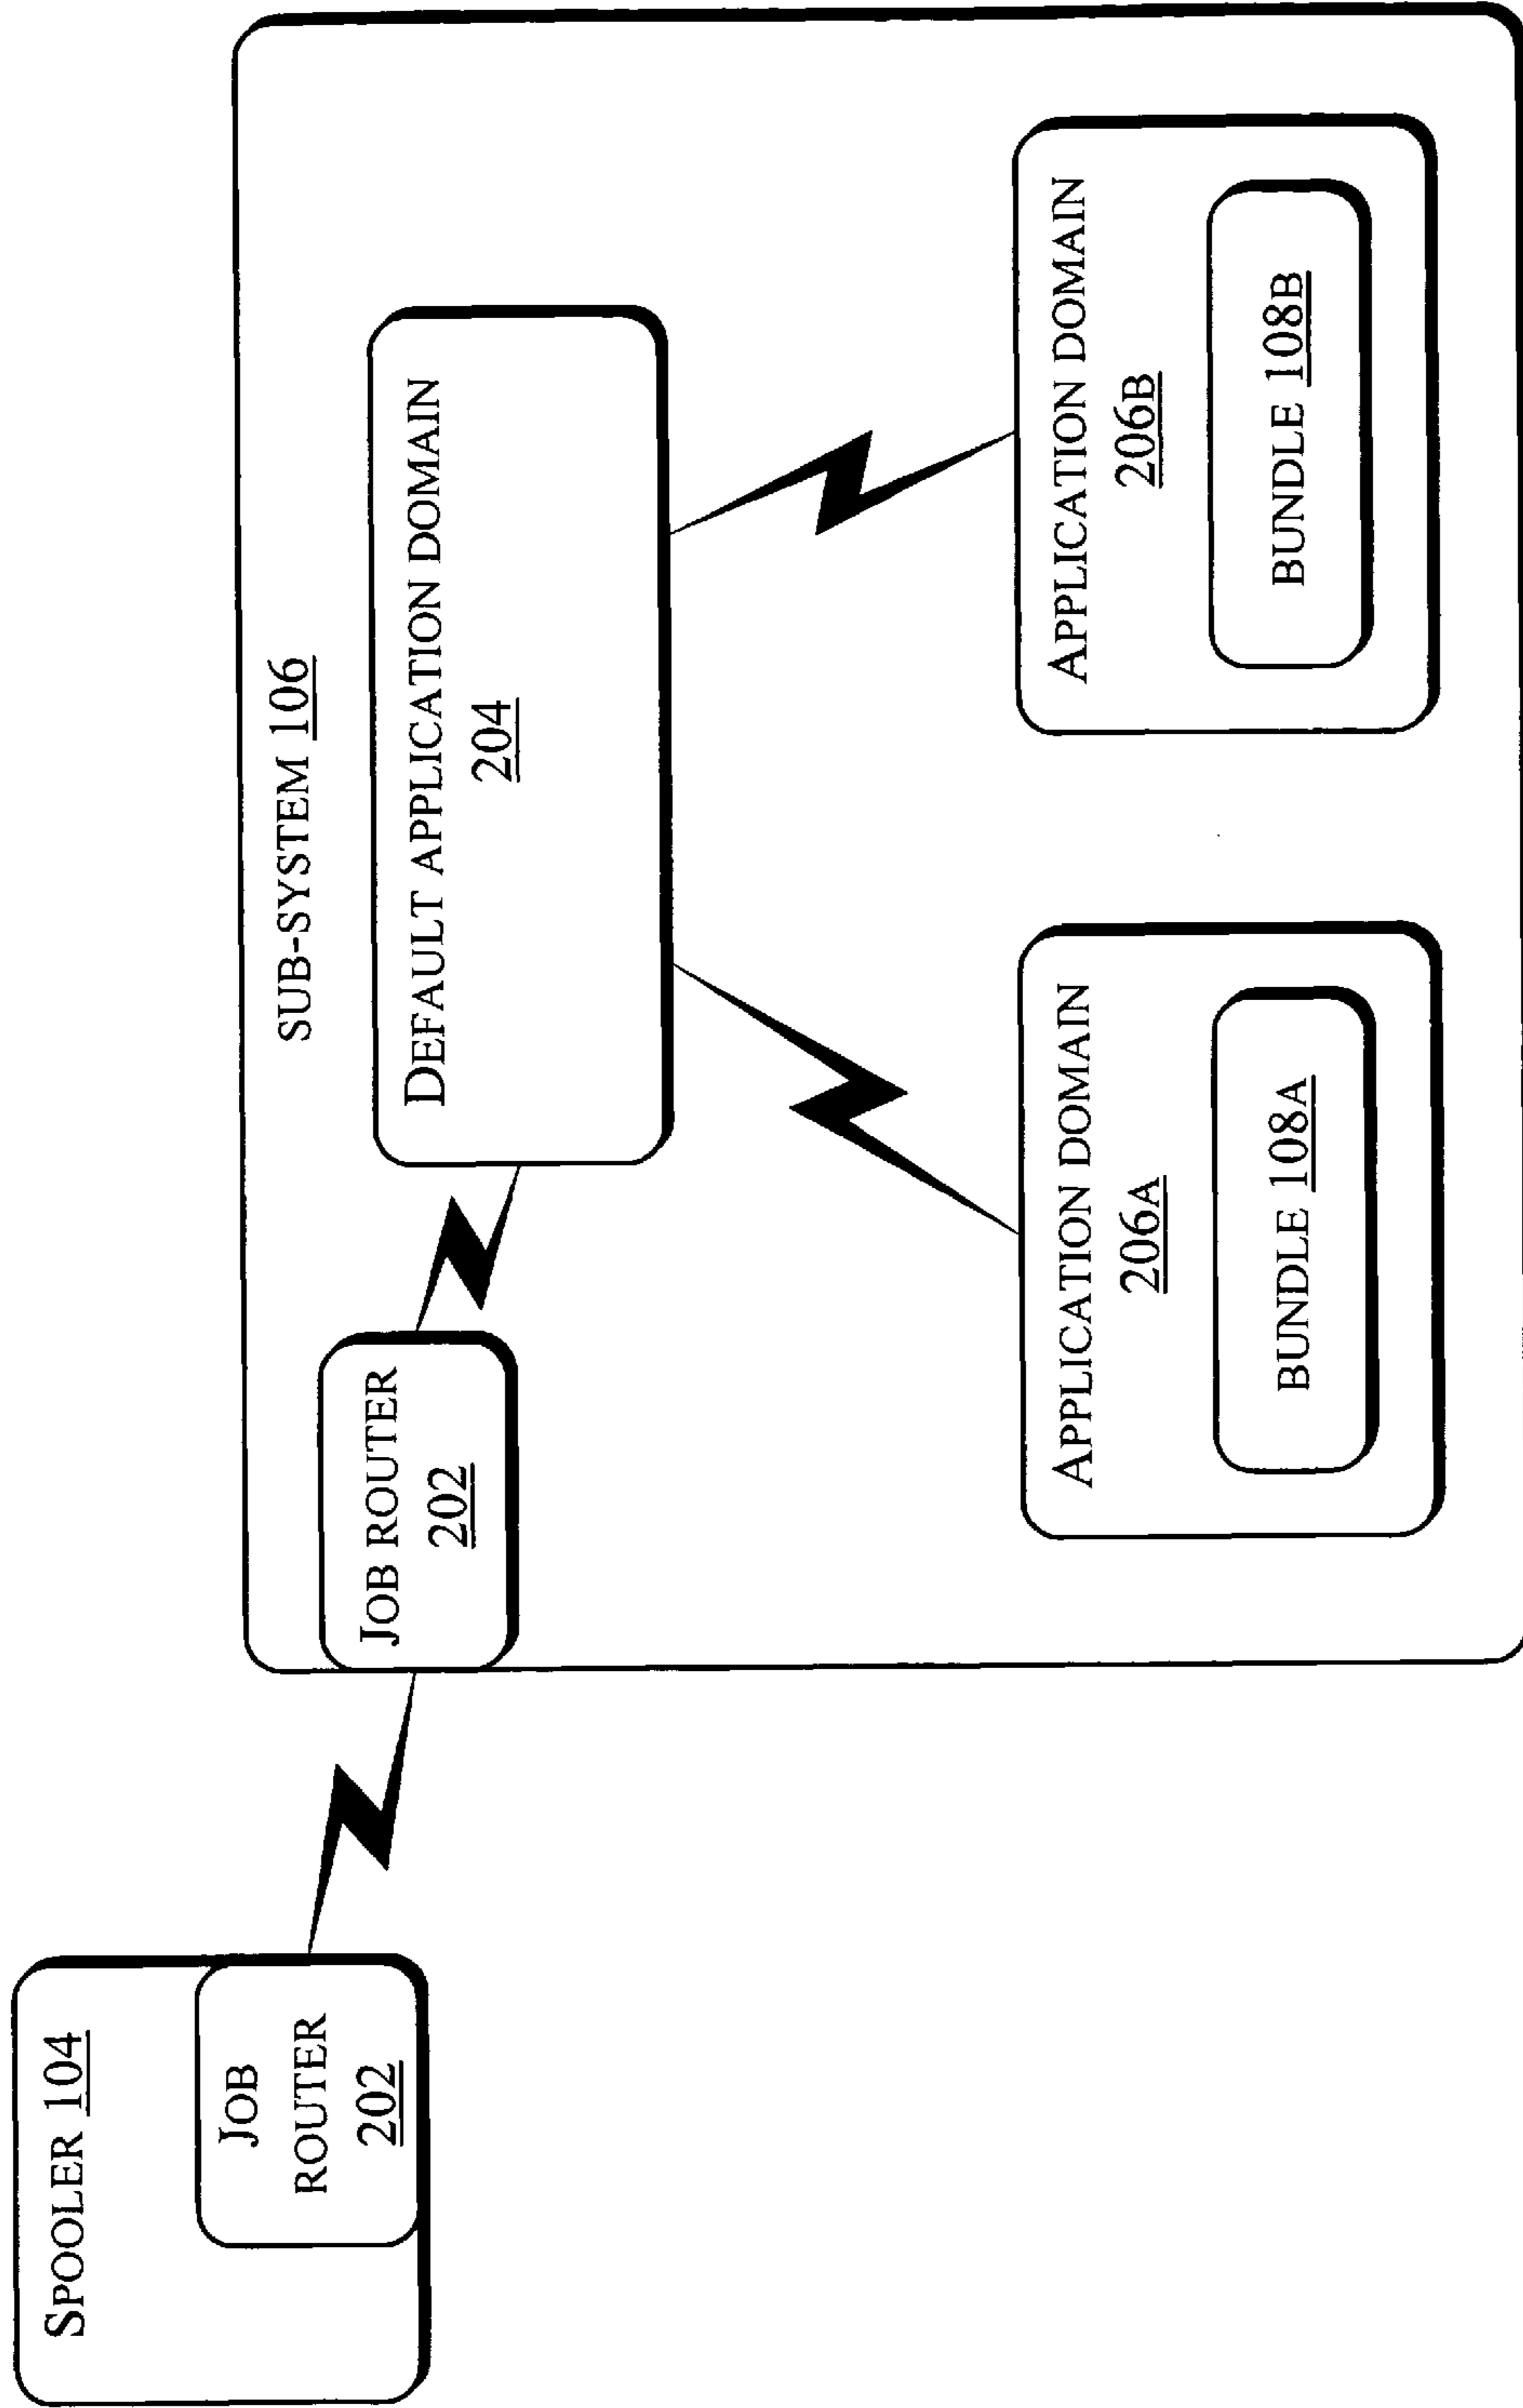 SPOOLER 104
JOB
ROUTER
202
SUB-SYSTEM 106
JOB ROUTER
202
DEFAULT APPLICATION DOMAIN
204
APPLICATION DOMAIN
206A
BUNDLE 108A
APPLICATION DOMAIN
206B
BUNDLE 108B